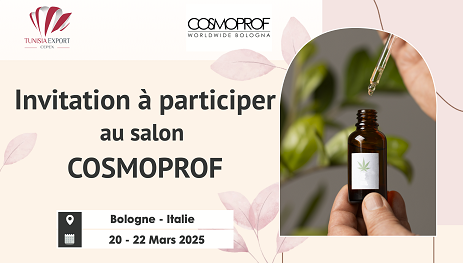 TUNISIA EXPORT
CEPEX
COSMOPROF
WORLDWIDE BOLOGNA
Invitation à participer
au salon
COSMOPROF
Bologne - Italie
20 - 22 Mars 2025